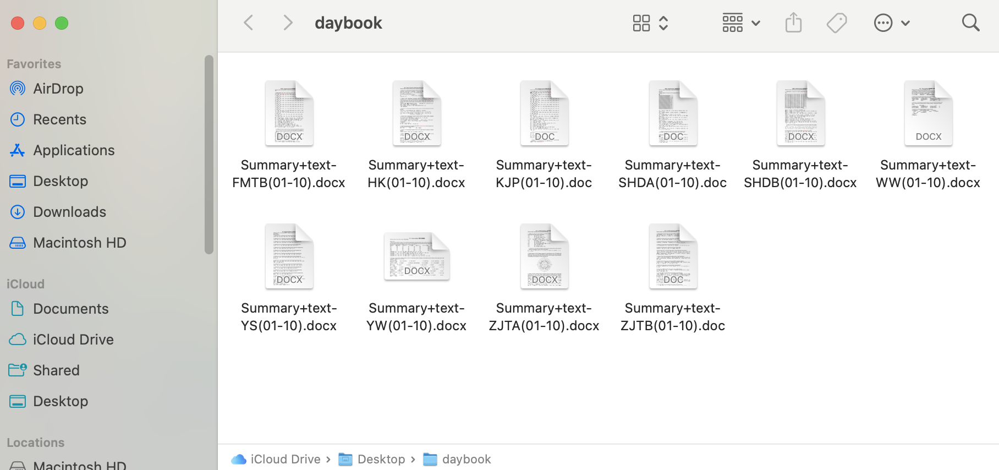 daybook
Favorites
AirDrop
Recents
Applications
Desktop
Downloads
Macintosh HD
iCloud
Documents
iCloud Drive
Shared
Desktop
Locations
Macintosh HD
DOCX
DOCX
DOC
DOC
DOCX
DOCX
Summary+text-
FMTB(01-10).docx
Summary+text-
HK(01-10).docx
Summary+text-
KJP(01-10).doc
Summary+text-
SHDA(01-10).doc
Summary+text-
SHDB(01-10).docx
Summary+text-
WW(01-10).docx
DOCX
DOCX
DOCX
DOC
Summary+text-
YS(01-10).docx
Summary+text-
YW(01-10).docx
Summary+text-
ZJTA(01-10).docx
Summary+text-
ZJTB(01-10).doc
iCloud Drive › Desktop › daybook